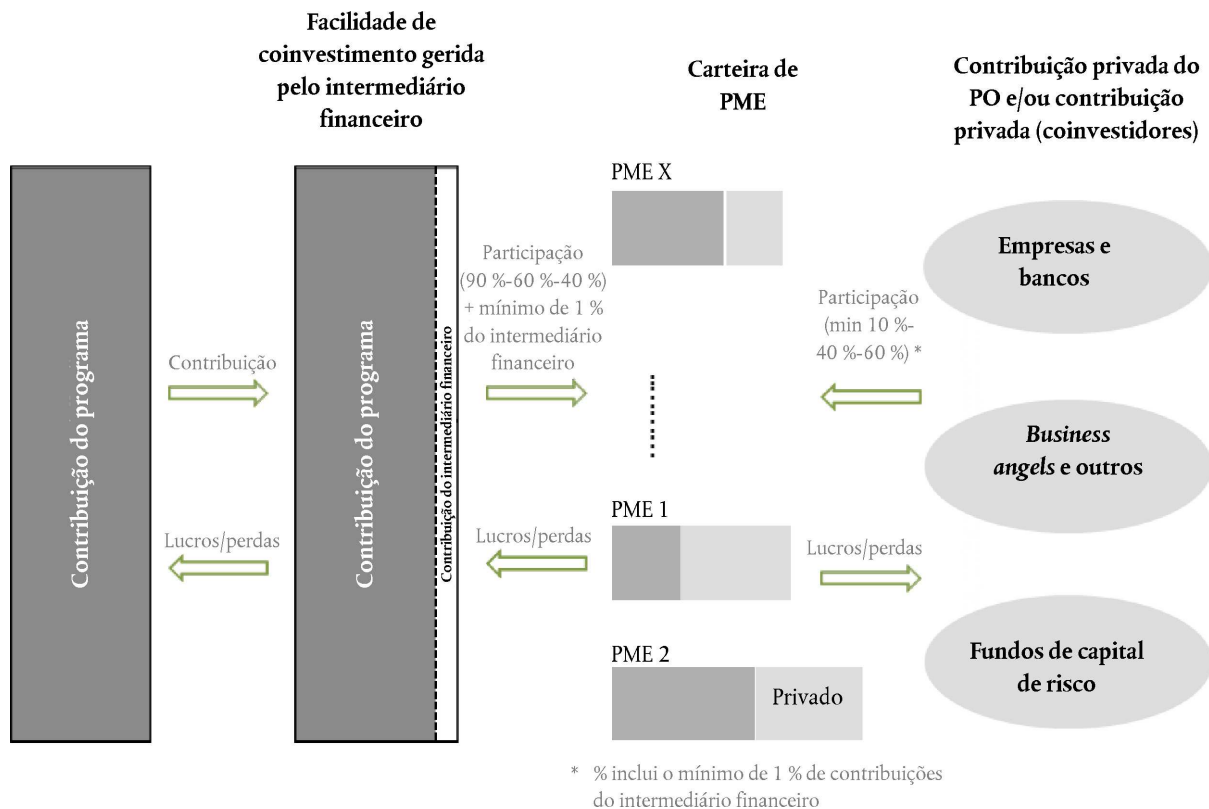 Facilidade de
coinvestimento gerida
pelo intermediário
financeiro
Carteira de
PME
Contribuição privada do
PO e/ou contribuição
privada (coinvestidores)
Contribuição do programa
Contribuição
Lucros/perdas
Contribuição do programa
Contribuição do intermediário financeiro
Participação
(90 %-60 %-40 %)
+ mínimo de 1 %
do intermediário
financeiro
Lucros/perdas
PME X
PME 1
PME 2
Privado
Participação
(min 10 %-
40 %-60 %) *
Lucros/perdas
Empresas e
bancos
Business
angels e outros
Fundos de capital
de risco
* % inclui o mínimo de 1 % de contribuições
do intermediário financeiro